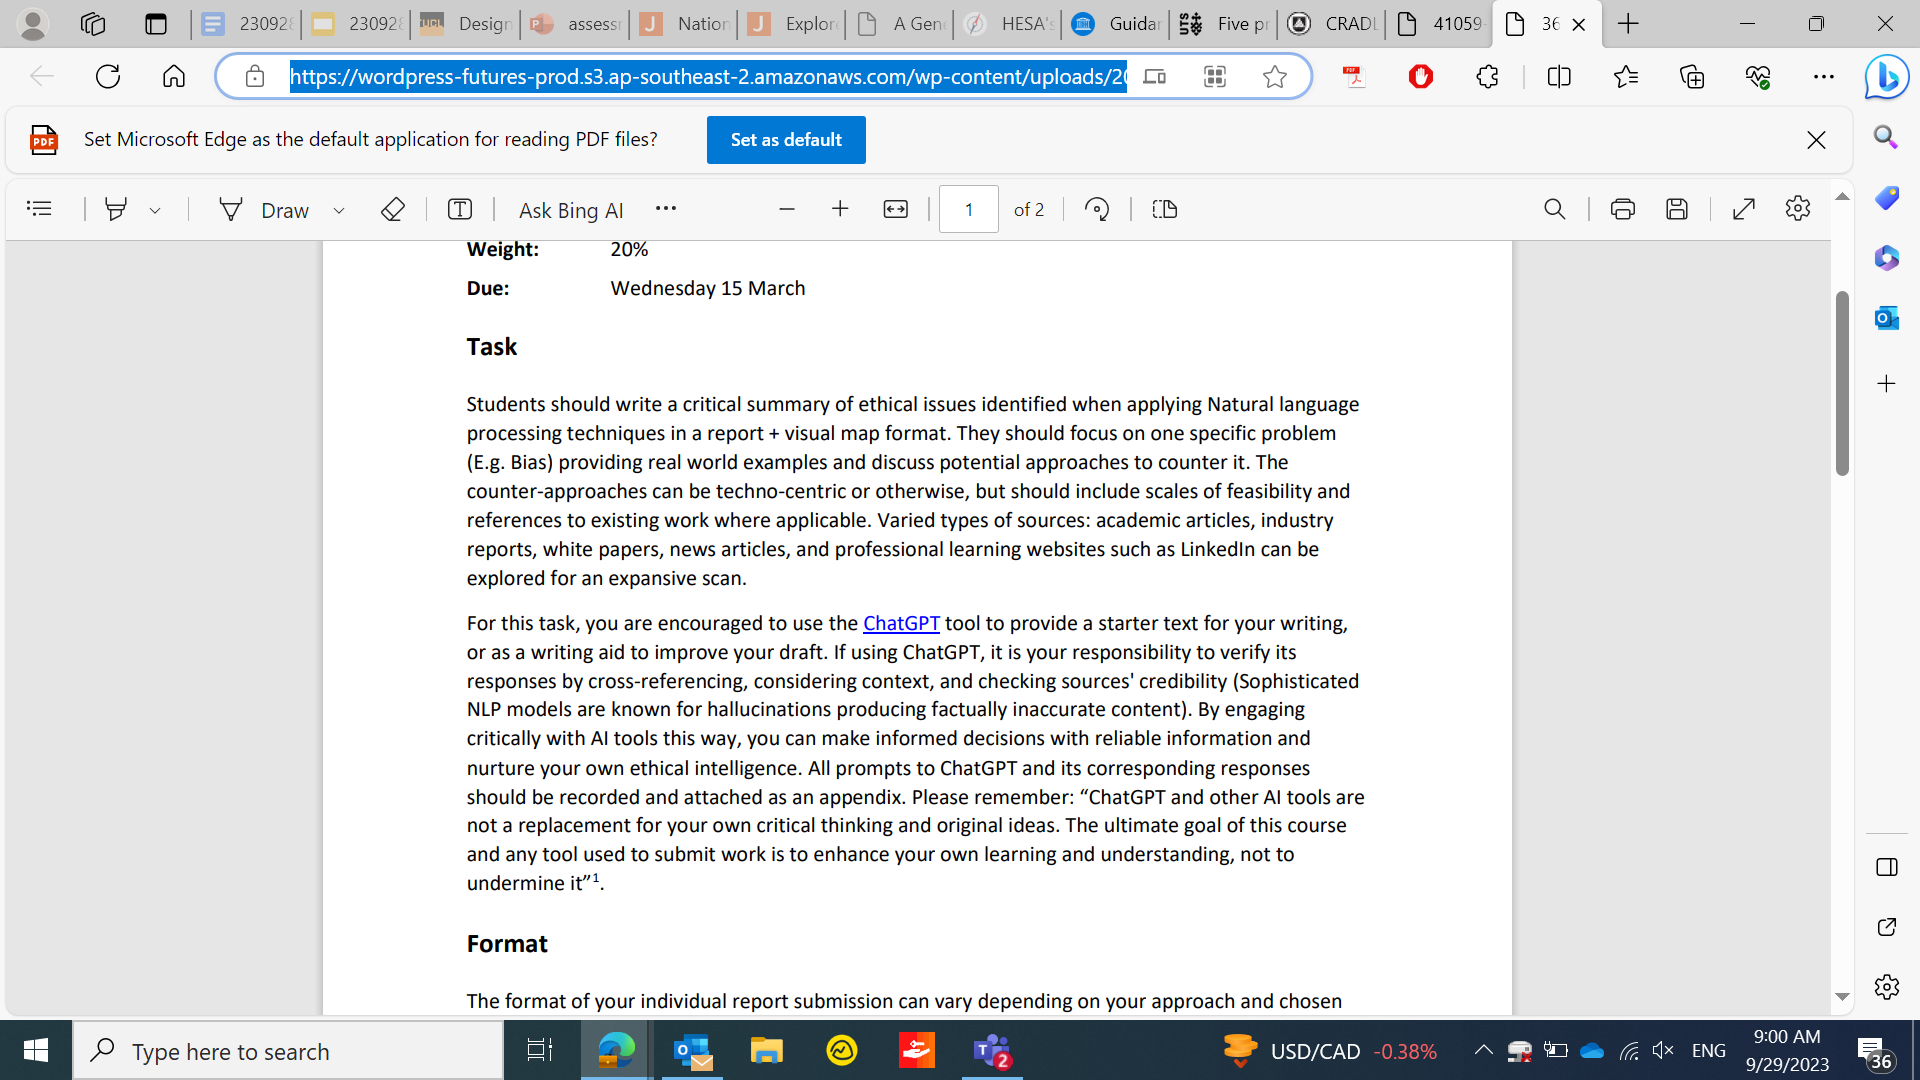 230928
230928
UCL
Design
assessm
Nation
Explore
A Gene
HESA's
Guidan
Five pr
CRADL
41059-
36
https://wordpress-futures-prod.s3.ap-southeast-2.amazonaws.com/wp-content/uploads/20
Set Microsoft Edge as the default application for reading PDF files?
Set as default
Draw
Ask Bing AI
1
of 2
Weight: 20%
Due: Wednesday 15 March
Task
Students should write a critical summary of ethical issues identified when applying Natural language
processing techniques in a report + visual map format. They should focus on one specific problem
(E.g. Bias) providing real world examples and discuss potential approaches to counter it. The
counter-approaches can be techno-centric or otherwise, but should include scales of feasibility and
references to existing work where applicable. Varied types of sources: academic articles, industry
reports, white papers, news articles, and professional learning websites such as LinkedIn can be
explored for an expansive scan.
For this task, you are encouraged to use the ChatGPT tool to provide a starter text for your writing,
or as a writing aid to improve your draft. If using ChatGPT, it is your responsibility to verify its
responses by cross-referencing, considering context, and checking sources' credibility (Sophisticated
NLP models are known for hallucinations producing factually inaccurate content). By engaging
critically with AI tools this way, you can make informed decisions with reliable information and
nurture your own ethical intelligence. All prompts to ChatGPT and its corresponding responses
should be recorded and attached as an appendix. Please remember: “ChatGPT and other AI tools are
not a replacement for your own critical thinking and original ideas. The ultimate goal of this course
and any tool used to submit work is to enhance your own learning and understanding, not to
undermine it”¹.
Format
The format of your individual report submission can vary depending on your approach and chosen
Type here to search
USD/CAD -0.38%
ENG
9:00 AM
9/29/2023
36
2